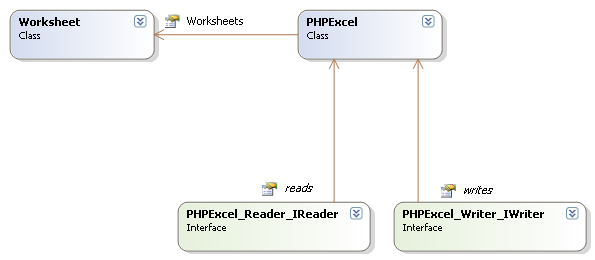 Worksheet
Class
Worksheets
PHPExcel
Class
reads
writes
PHPExcel_Reader_IReader
Interface
PHPExcel_Writer_IWriter
Interface